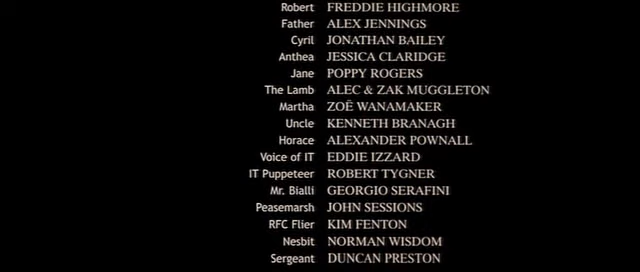 Robert FREDDIE HIGHMORE
Father ALEX JENNINGS
Cyril JONATHAN BAILEY
Anthea JESSICA CLARIDGE
Jane POPPY ROGERS
The Lamb ALEC & ZAK MUGGLETON
Martha ZOË WANAMAKER
Uncle KENNETH BRANAGH
Horace ALEXANDER POWNALL
Voice of IT EDDIE IZZARD
IT Puppeteer ROBERT TYGNER
Mr. Bialli GEORGIO SERAFINI
Peasemarsh JOHN SESSIONS
RFC Flier KIM FENTON
Nesbit NORMAN WISDOM
Sergeant DUNCAN PRESTON